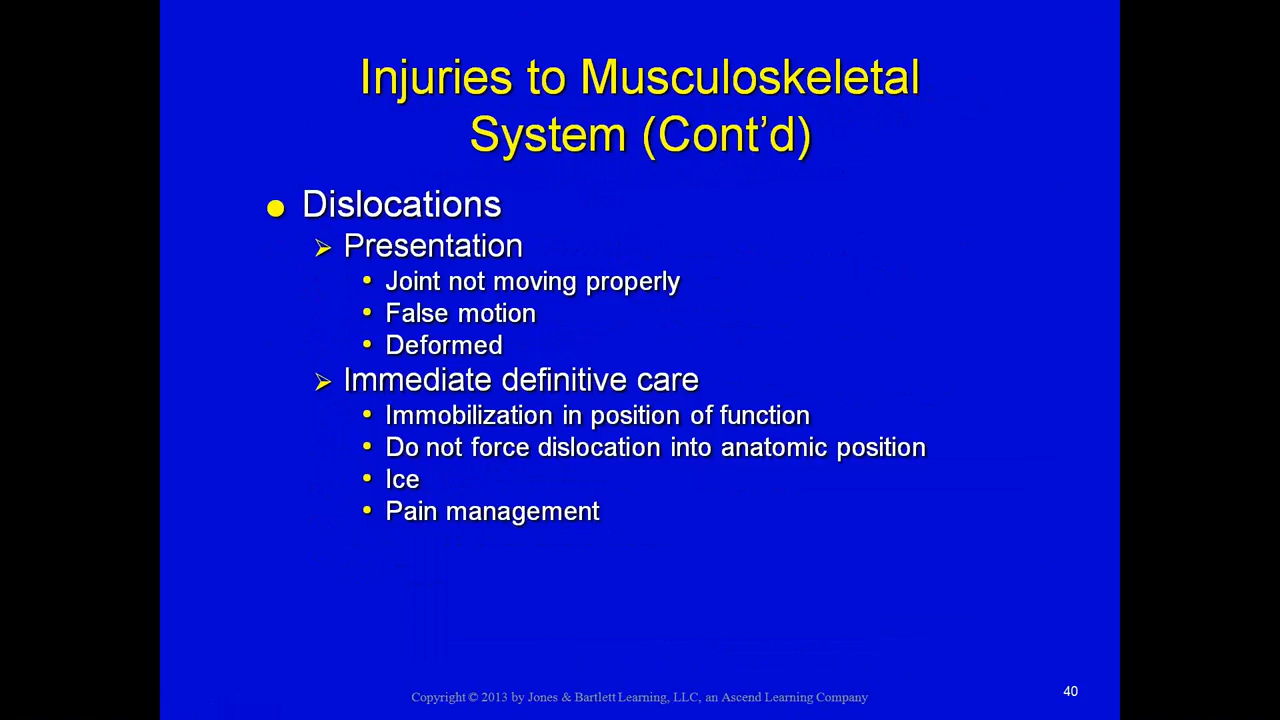 Injuries to Musculoskeletal
System (Cont’d)
Dislocations
Presentation
Joint not moving properly
False motion
Deformed
Immediate definitive care
Immobilization in position of function
Do not force dislocation into anatomic position
Ice
Pain management
Copyright © 2013 by Jones & Bartlett Learning, LLC, an Ascend Learning Company
40